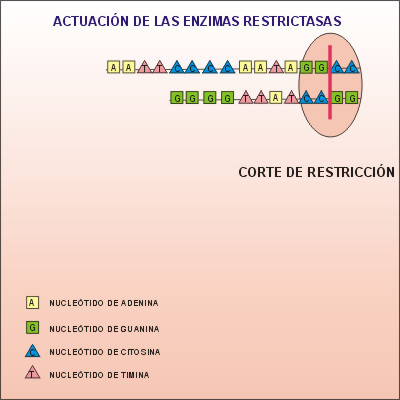 ACTUACIÓN DE LAS ENZIMAS RESTRICTASAS
A A T T C C C C A A T A G G C C
G G G G T T A T C C G G
CORTE DE RESTRICCIÓN
A NUCLEÓTIDO DE ADENINA
G NUCLEÓTIDO DE GUANINA
C NUCLEÓTIDO DE CITOSINA
T NUCLEÓTIDO DE TIMINA